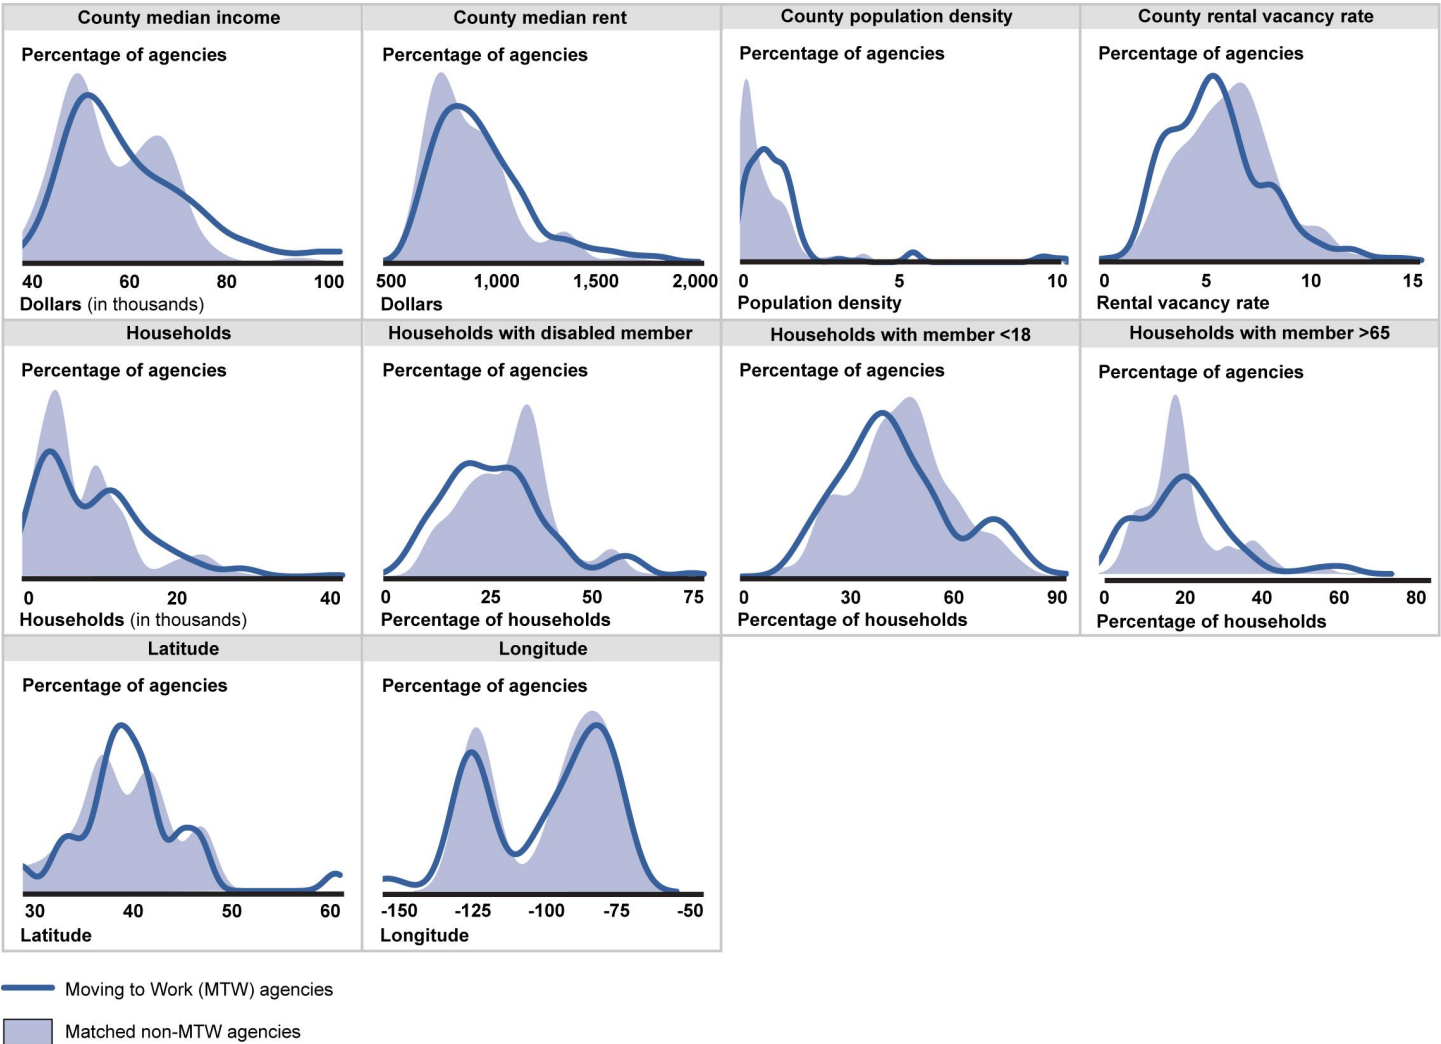 County median income
Percentage of agencies
40 60 80 100
Dollars (in thousands)
County median rent
Percentage of agencies
500 1,000 1,500 2,000
Dollars
County population density
Percentage of agencies
0 5 10
Population density
County rental vacancy rate
Percentage of agencies
0 5 10 15
Rental vacancy rate
Households
Percentage of agencies
0 20 40
Households (in thousands)
Households with disabled member
Percentage of agencies
0 25 50 75
Percentage of households
Households with member <18
Percentage of agencies
0 30 60 90
Percentage of households
Households with member >65
Percentage of agencies
0 20 40 60 80
Percentage of households
Latitude
Percentage of agencies
30 40 50 60
Latitude
Longitude
Percentage of agencies
-150 -125 -100 -75 -50
Longitude
Moving to Work (MTW) agencies
Matched non-MTW agencies